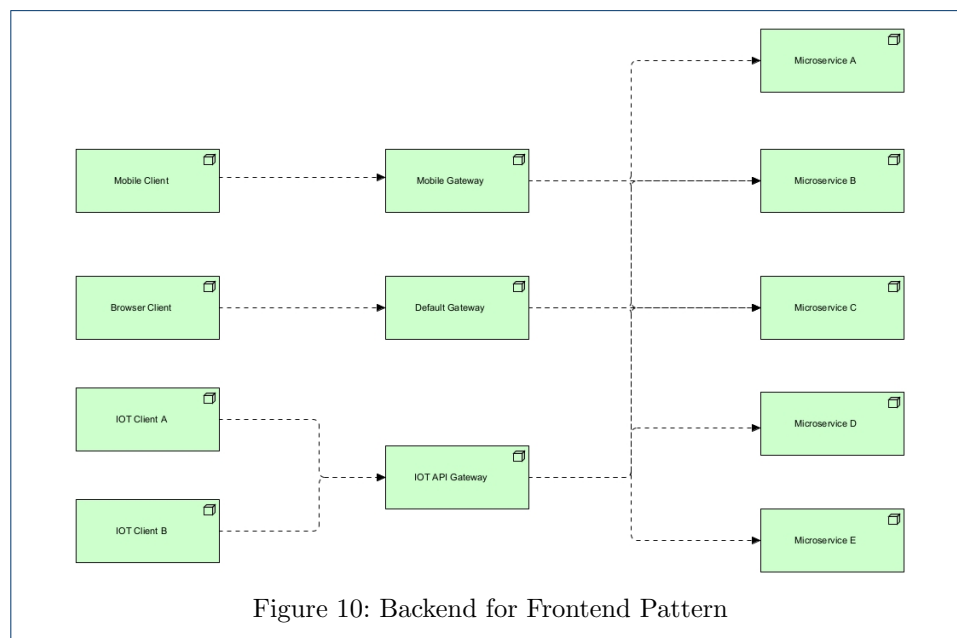 Microservice A
Mobile Client
Mobile Gateway
Microservice B
Browser Client
Default Gateway
Microservice C
IOT Client A
Microservice D
IOT API Gateway
IOT Client B
Microservice E
Figure 10: Backend for Frontend Pattern